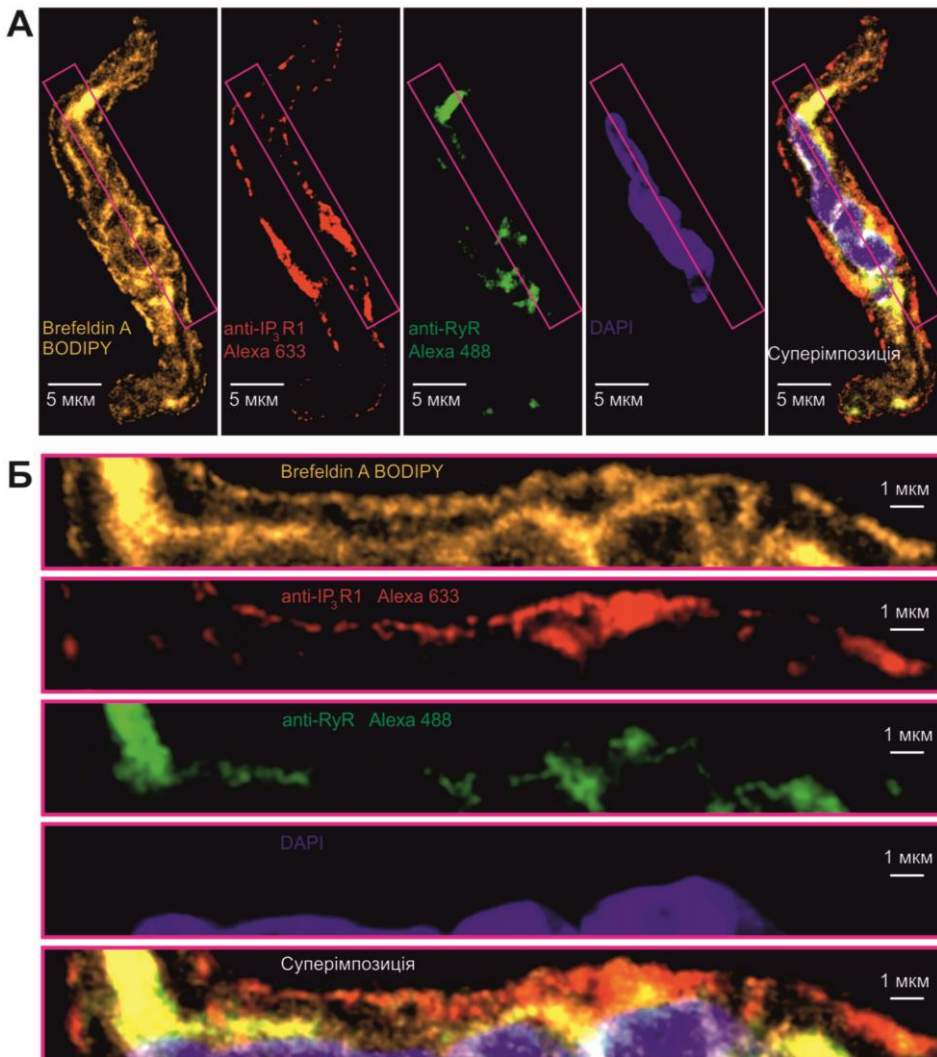 А
Brefeldin A
BODIPY
5 мкм
anti-IP3R1
Alexa 633
5 мкм
anti-RyR
Alexa 488
5 мкм
DAPI
5 мкм
Суперімпозиція
5 мкм
Б
Brefeldin A BODIPY
1 мкм
anti-IP3R1 Alexa 633
1 мкм
anti-RyR Alexa 488
1 мкм
DAPI
1 мкм
Суперімпозиція
1 мкм